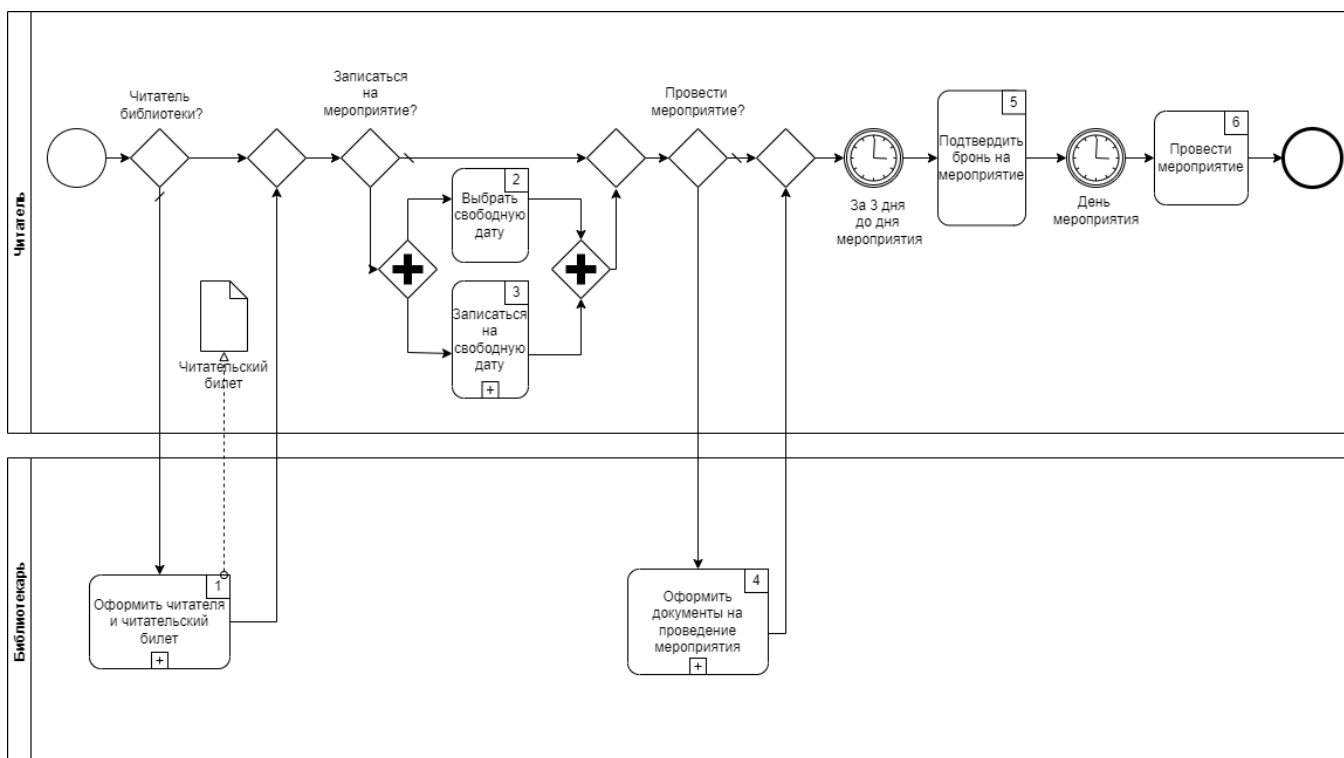 Читатель
Читатель
библиотеки?
Записаться
на
мероприятие?
Провести
мероприятие?
2
Выбрать
свободную
дату
3
Записаться
на
свободную
дату
+
За 3 дня
до дня
мероприятия
5
Подтвердить
бронь на
мероприятие
День
мероприятия
6
Провести
мероприятие
Читательский
билет
Библиотекарь
1
Оформить читателя
и читательский
билет
+
4
Оформить
документы на
проведение
мероприятия
+